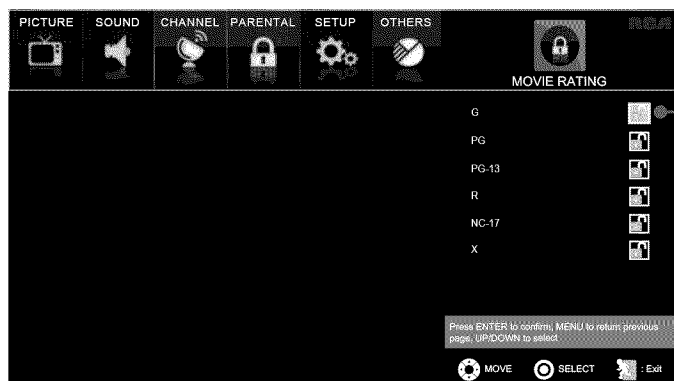 PICTURE SOUND CHANNEL PARENTAL SETUP OTHERS
RCA
MOVIE RATING
G
PG
PG-13
R
NC-17
X
Press ENTER to confirm, MENU to return previous
page, UP/DOWN to select
MOVE SELECT : Exit